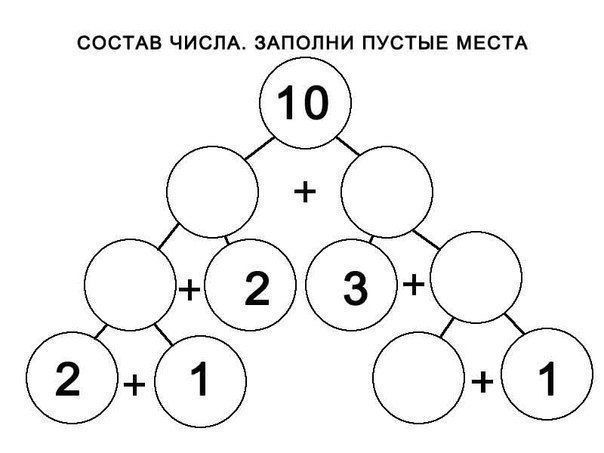 СОСТАВ ЧИСЛА. ЗАПОЛНИ ПУСТЫЕ МЕСТА
10
+
+ 2 3 +
2 + 1 + 1